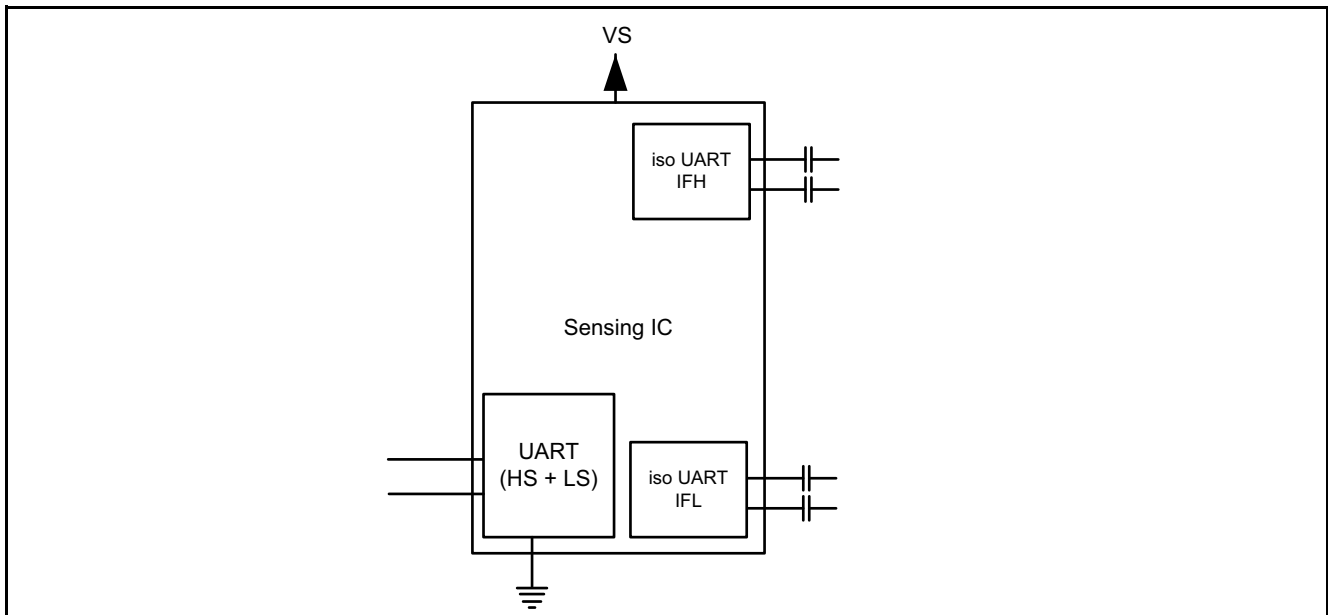 VS
iso UART
IFH
Sensing IC
UART
(HS + LS)
iso UART
IFL